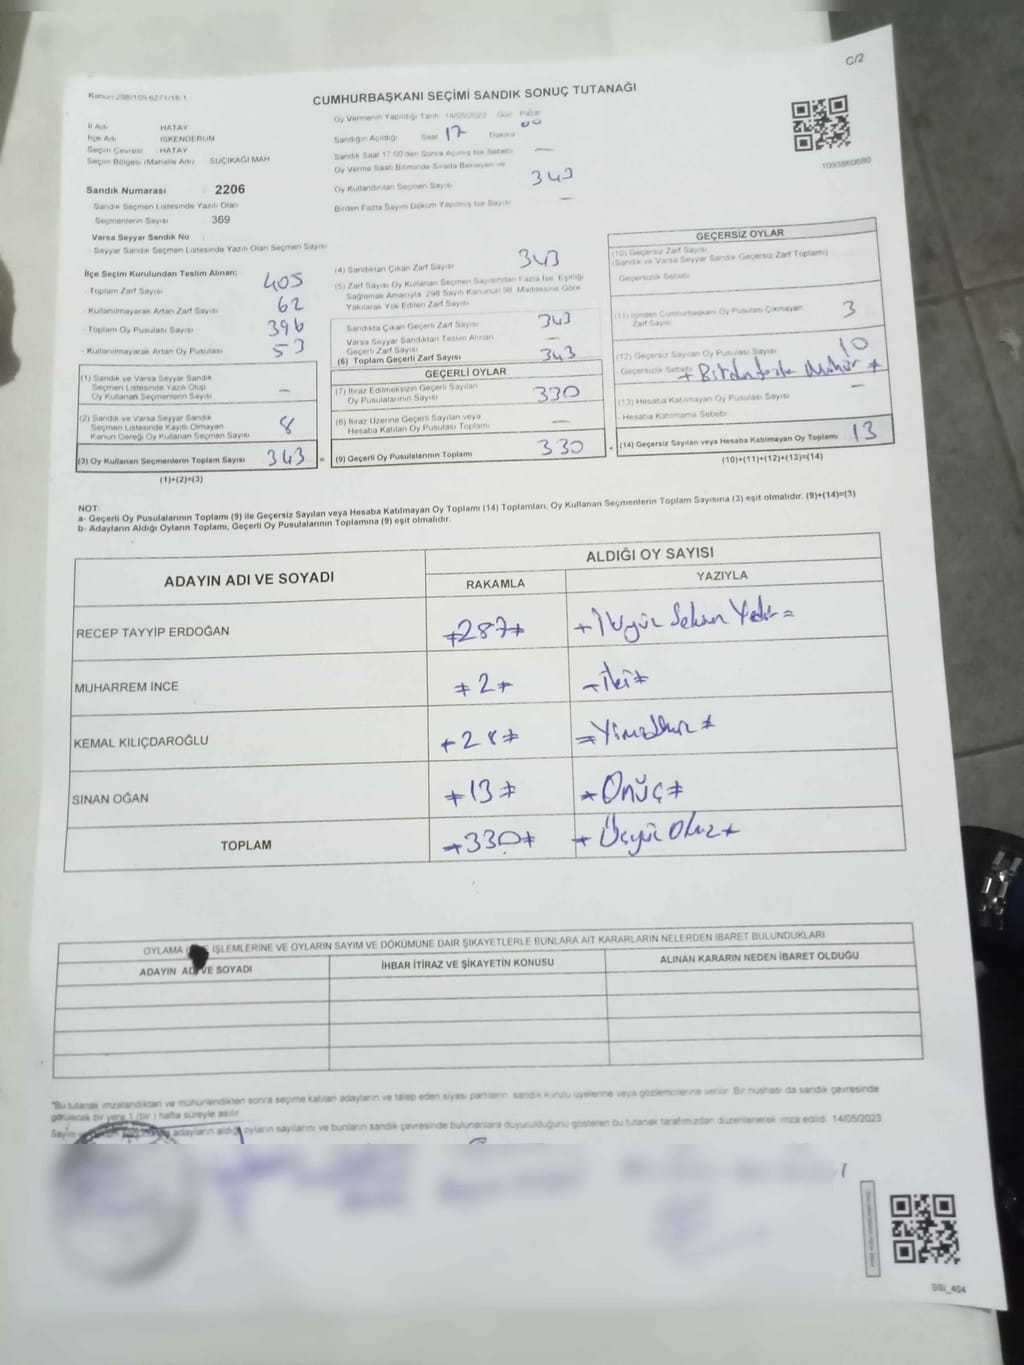 C/2
CUMHURBAŞKANI SEÇİMİ SANDIK SONUÇ TUTANAĞI
Oy Vermenin Yapıldığı Tarih 14/05/2023 Gün Pazar
İl Adı HATAY
İlçe Adı İSKENDERUN
Seçim Çevresi HATAY
Seçim Bölgesi (Mahalle Adı) SUÇIKAĞI MAH
Sandık Numarası : 2206
- Sandık Seçmen Listesinde Yazılı Olan
Seçmenlerin Sayısı : 369
Varsa Seyyar Sandık No :
- Seyyar Sandık Seçmen Listesinde Yazılı Olan Seçmen Sayısı
Sandığın Açıldığı Saat 17 Dakika 00
Sandık Saat 17:00'den Sonra Açılmış İse Sebebi —
Oy Verme Saati Bitiminde Sırada Bekleyen ve
Oy Kullandırılan Seçmen Sayısı 343
Birden Fazla Sayım Döküm Yapılmış İse Sayısı —
1093860680
İlçe Seçim Kurulundan Teslim Alınan;
- Toplam Zarf Sayısı 405
- Kullanılmayarak Artan Zarf Sayısı 62
- Toplam Oy Pusulası Sayısı 396
- Kullanılmayarak Artan Oy Pusulası 53
(1) Sandık ve Varsa Seyyar Sandık
Seçmen Listesinde Yazılı Olup
Oy Kullanan Seçmenlerin Sayısı —
(2) Sandık ve Varsa Seyyar Sandık
Seçmen Listesinde Kayıtlı Olmayan
Kanun Gereği Oy Kullanan Seçmen Sayısı 8
(3) Oy Kullanan Seçmenlerin Toplam Sayısı 343 =
(1)+(2)=(3)
(4) Sandıktan Çıkan Zarf Sayısı 343
(5) Zarf Sayısı Oy Kullanan Seçmen Sayısından Fazla İse, Eşitliği
Sağlamak Amacıyla, 298 Sayılı Kanunun 98. Maddesine Göre
Yakılarak Yok Edilen Zarf Sayısı
Sandıkta Çıkan Geçerli Zarf Sayısı 343
Varsa Seyyar Sandıktan Teslim Alınan
Geçerli Zarf Sayısı —
(6) Toplam Geçerli Zarf Sayısı 343
GEÇERLİ OYLAR
(7) İtiraz Edilmeksizin Geçerli Sayılan
Oy Pusulalarının Sayısı 330
(8) İtiraz Üzerine Geçerli Sayılan veya
Hesaba Katılan Oy Pusulası Toplamı —
(9) Geçerli Oy Pusulalarının Toplamı 330 +
GEÇERSİZ OYLAR
(10) Geçersiz Zarf Sayısı
(Sandık ve Varsa Seyyar Sandık Geçersiz Zarf Toplamı)
- Geçersizlik Sebebi
(11) İçinden Cumhurbaşkanı Oy Pusulası Çıkmayan
Zarf Sayısı 3
(12) Geçersiz Sayılan Oy Pusulası Sayısı 10
- Geçersizlik Sebebi
(13) Hesaba Katılmayan Oy Pusulası Sayısı —
- Hesaba Katılmama Sebebi
(14) Geçersiz Sayılan veya Hesaba Katılmayan Oy Toplamı 13
(10)+(11)+(12)+(13)=(14)
NOT:
a- Geçerli Oy Pusulalarının Toplamı (9) ile Geçersiz Sayılan veya Hesaba Katılmayan Oy Toplamı (14) Toplamları, Oy Kullanan Seçmenlerin Toplam Sayısına (3) eşit olmalıdır. (9)+(14)=(3)
b- Adayların Aldığı Oyların Toplamı, Geçerli Oy Pusulalarının Toplamına (9) eşit olmalıdır.
ADAYIN ADI VE SOYADI
ALDIĞI OY SAYISI
RAKAMLA YAZIYLA
RECEP TAYYİP ERDOĞAN 287 İkiyüz Seksen Yedi
MUHARREM İNCE 2 İki
KEMAL KILIÇDAROĞLU 28 Yirmisekiz
SİNAN OĞAN 13 Onüç
TOPLAM 330 Üçyüz Otuz
OYLAMA İŞLEMLERİNE VE OYLARIN SAYIM VE DÖKÜMÜNE DAİR ŞİKAYETLERLE BUNLARA AİT KARARLARIN NELERDEN İBARET BULUNDUKLARI
ADAYIN ADI VE SOYADI İHBAR İTİRAZ VE ŞİKAYETİN KONUSU ALINAN KARARIN NEDEN İBARET OLDUĞU
*Bu tutanak imzalandıktan ve mühürlendikten sonra seçime katılan adayların ve talep eden siyasi partilerin sandık kurulu üyelerine veya gözlemcilerine verilir. Bir nüshası da sandık çevresinde
görülecek bir yere 1 (bir) hafta süreyle asılır.
adayların aldığı oyların sayılarını ve bunların sandık çevresinde bulunanlara duyurulduğunu gösteren bu tutanak tarafımızdan düzenlenerek imza edildi. 14/05/2023
SSI_404